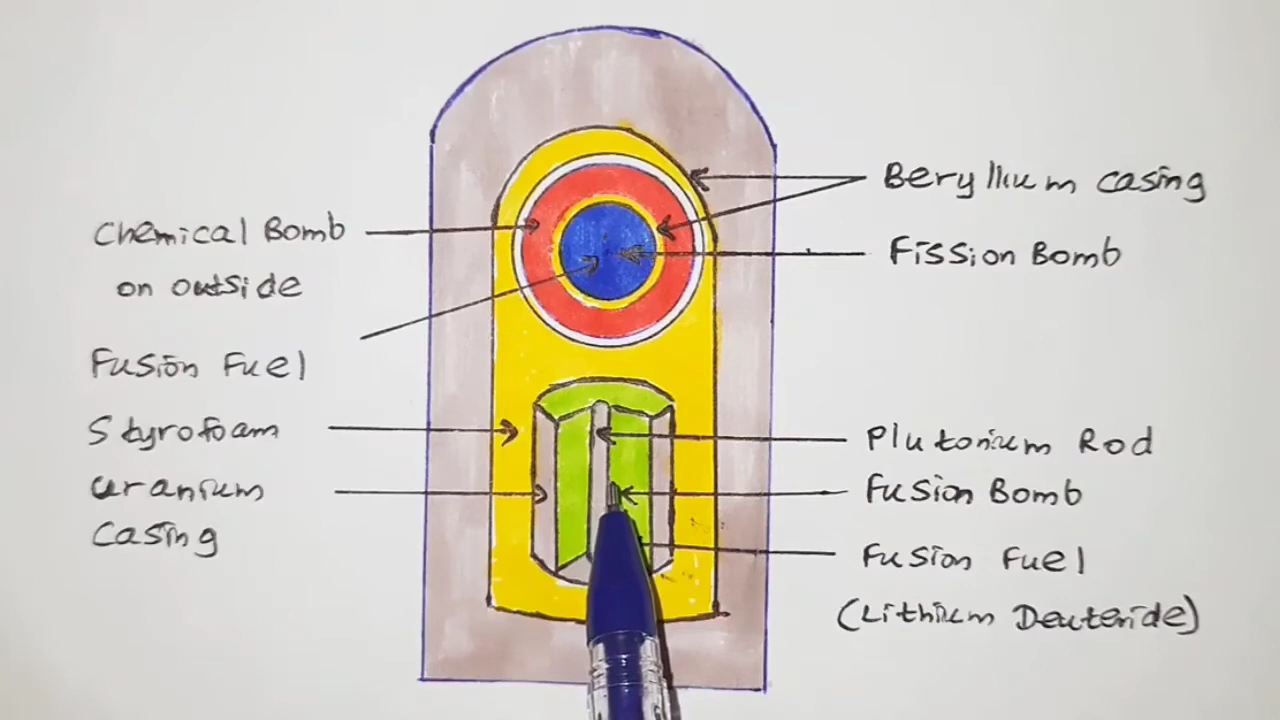 Chemical Bomb
on outside
Fusion Fuel
Styrofoam
uranium
Casing
Beryllium casing
Fission Bomb
Plutonium Rod
Fusion Bomb
Fusion Fuel
(Lithium Deuteride)